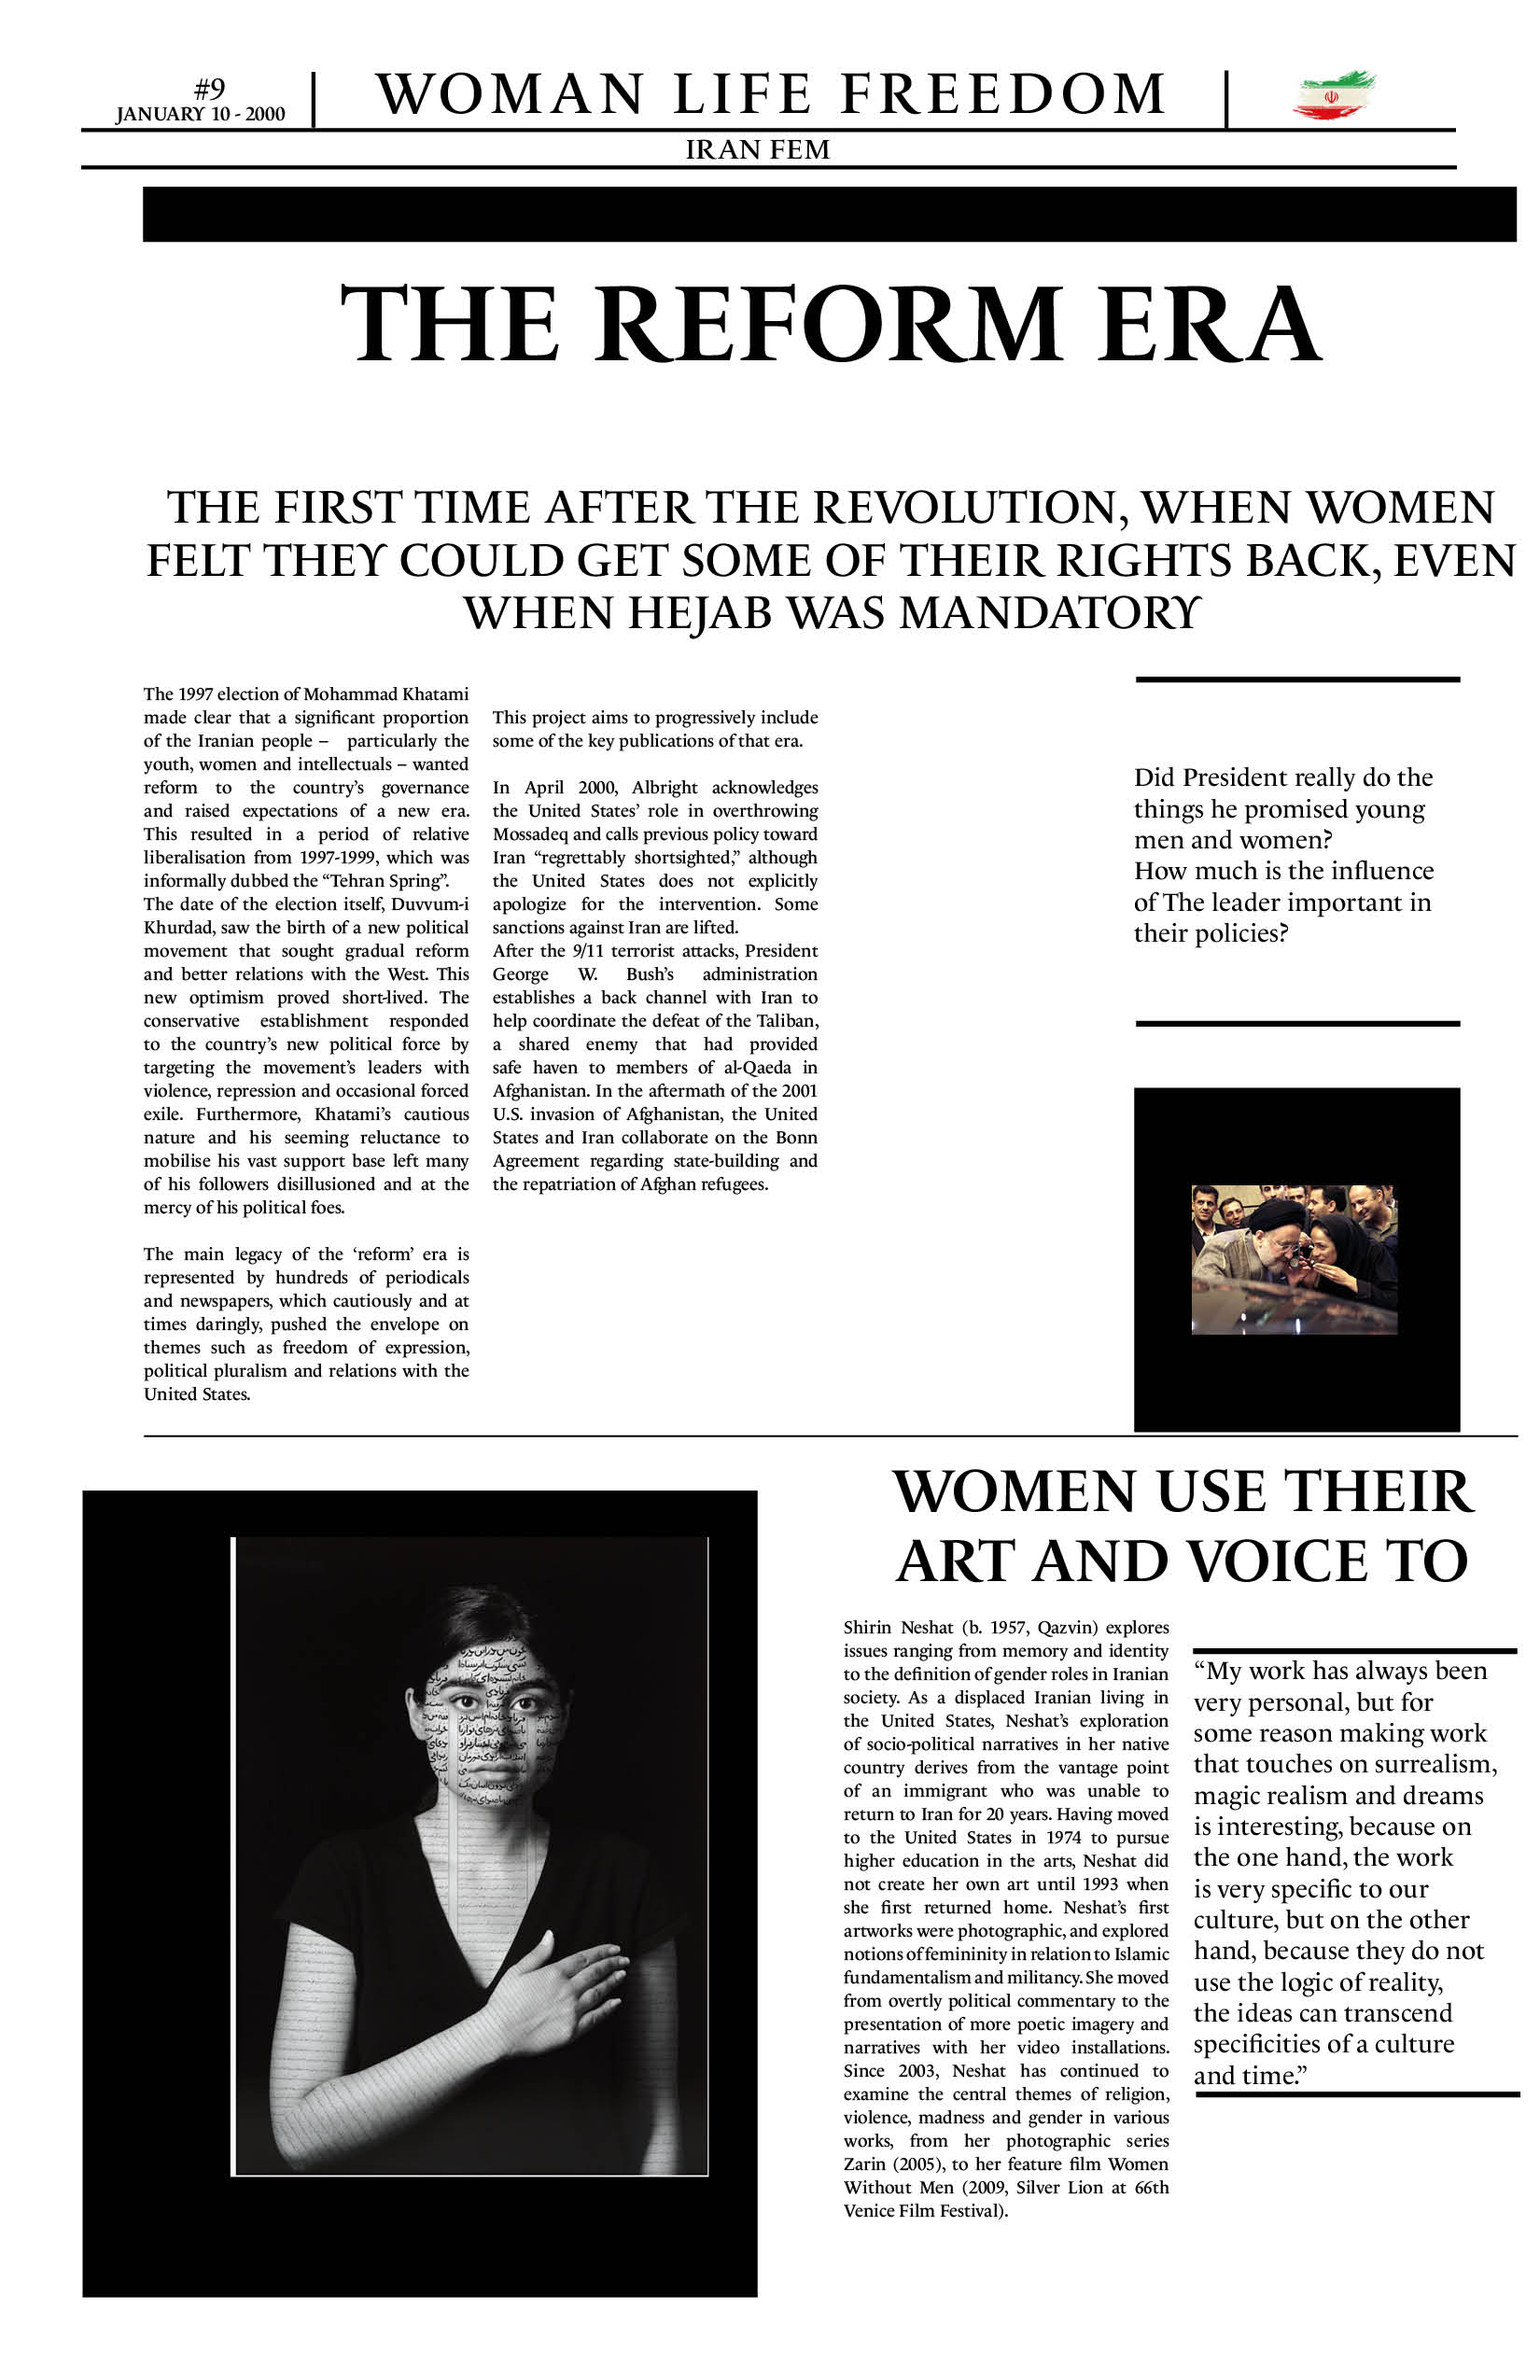 #9
JANUARY 10 - 2000
WOMAN LIFE FREEDOM
IRAN FEM
THE REFORM ERA
THE FIRST TIME AFTER THE REVOLUTION, WHEN WOMEN
FELT THEY COULD GET SOME OF THEIR RIGHTS BACK, EVEN
WHEN HEJAB WAS MANDATORY
The 1997 election of Mohammad Khatami
made clear that a significant proportion
of the Iranian people – particularly the
youth, women and intellectuals – wanted
reform to the country’s governance
and raised expectations of a new era.
This resulted in a period of relative
liberalisation from 1997-1999, which was
informally dubbed the “Tehran Spring”.
The date of the election itself, Duvvum-i
Khurdad, saw the birth of a new political
movement that sought gradual reform
and better relations with the West. This
new optimism proved short-lived. The
conservative establishment responded
to the country’s new political force by
targeting the movement’s leaders with
violence, repression and occasional forced
exile. Furthermore, Khatami’s cautious
nature and his seeming reluctance to
mobilise his vast support base left many
of his followers disillusioned and at the
mercy of his political foes.
The main legacy of the ‘reform’ era is
represented by hundreds of periodicals
and newspapers, which cautiously and at
times daringly, pushed the envelope on
themes such as freedom of expression,
political pluralism and relations with the
United States.
This project aims to progressively include
some of the key publications of that era.
In April 2000, Albright acknowledges
the United States’ role in overthrowing
Mossadeq and calls previous policy toward
Iran “regrettably shortsighted,” although
the United States does not explicitly
apologize for the intervention. Some
sanctions against Iran are lifted.
After the 9/11 terrorist attacks, President
George W. Bush’s administration
establishes a back channel with Iran to
help coordinate the defeat of the Taliban,
a shared enemy that had provided
safe haven to members of al-Qaeda in
Afghanistan. In the aftermath of the 2001
U.S. invasion of Afghanistan, the United
States and Iran collaborate on the Bonn
Agreement regarding state-building and
the repatriation of Afghan refugees.
Did President really do the
things he promised young
men and women?
How much is the influence
of The leader important in
their policies?
WOMEN USE THEIR
ART AND VOICE TO
Shirin Neshat (b. 1957, Qazvin) explores
issues ranging from memory and identity
to the definition of gender roles in Iranian
society. As a displaced Iranian living in
the United States, Neshat’s exploration
of socio-political narratives in her native
country derives from the vantage point
of an immigrant who was unable to
return to Iran for 20 years. Having moved
to the United States in 1974 to pursue
higher education in the arts, Neshat did
not create her own art until 1993 when
she first returned home. Neshat’s first
artworks were photographic, and explored
notions of femininity in relation to Islamic
fundamentalism and militancy. She moved
from overtly political commentary to the
presentation of more poetic imagery and
narratives with her video installations.
Since 2003, Neshat has continued to
examine the central themes of religion,
violence, madness and gender in various
works, from her photographic series
Zarin (2005), to her feature film Women
Without Men (2009, Silver Lion at 66th
Venice Film Festival).
“My work has always been
very personal, but for
some reason making work
that touches on surrealism,
magic realism and dreams
is interesting, because on
the one hand, the work
is very specific to our
culture, but on the other
hand, because they do not
use the logic of reality,
the ideas can transcend
specificities of a culture
and time.”